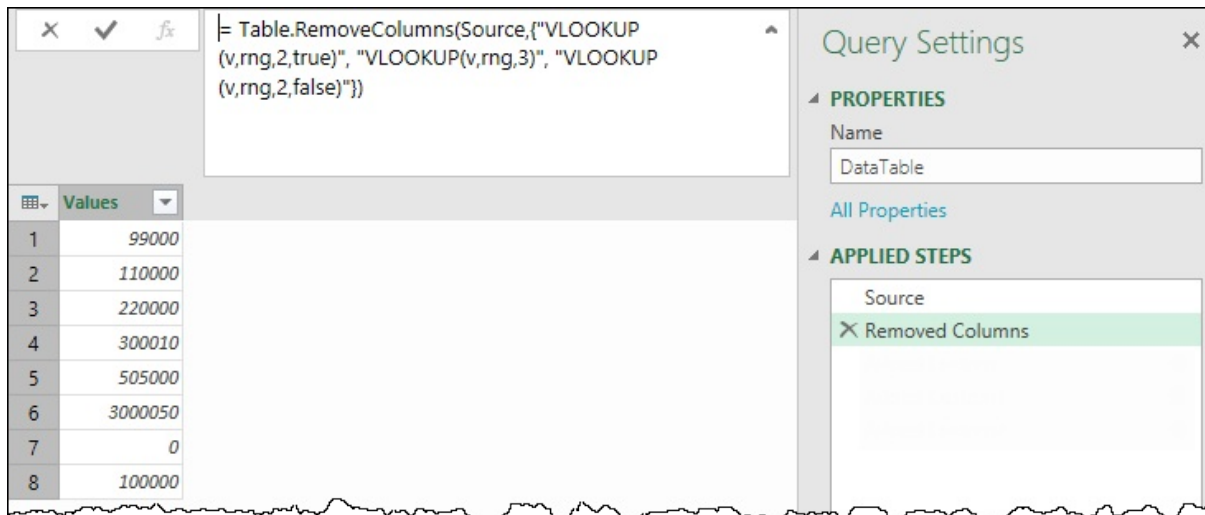 fx
= Table.RemoveColumns(Source,{"VLOOKUP
(v,rng,2,true)", "VLOOKUP(v,rng,3)", "VLOOKUP
(v,rng,2,false)"})
Values
1 99000
2 110000
3 220000
4 300010
5 505000
6 3000050
7 0
8 100000
Query Settings
PROPERTIES
Name
DataTable
All Properties
APPLIED STEPS
Source
Removed Columns